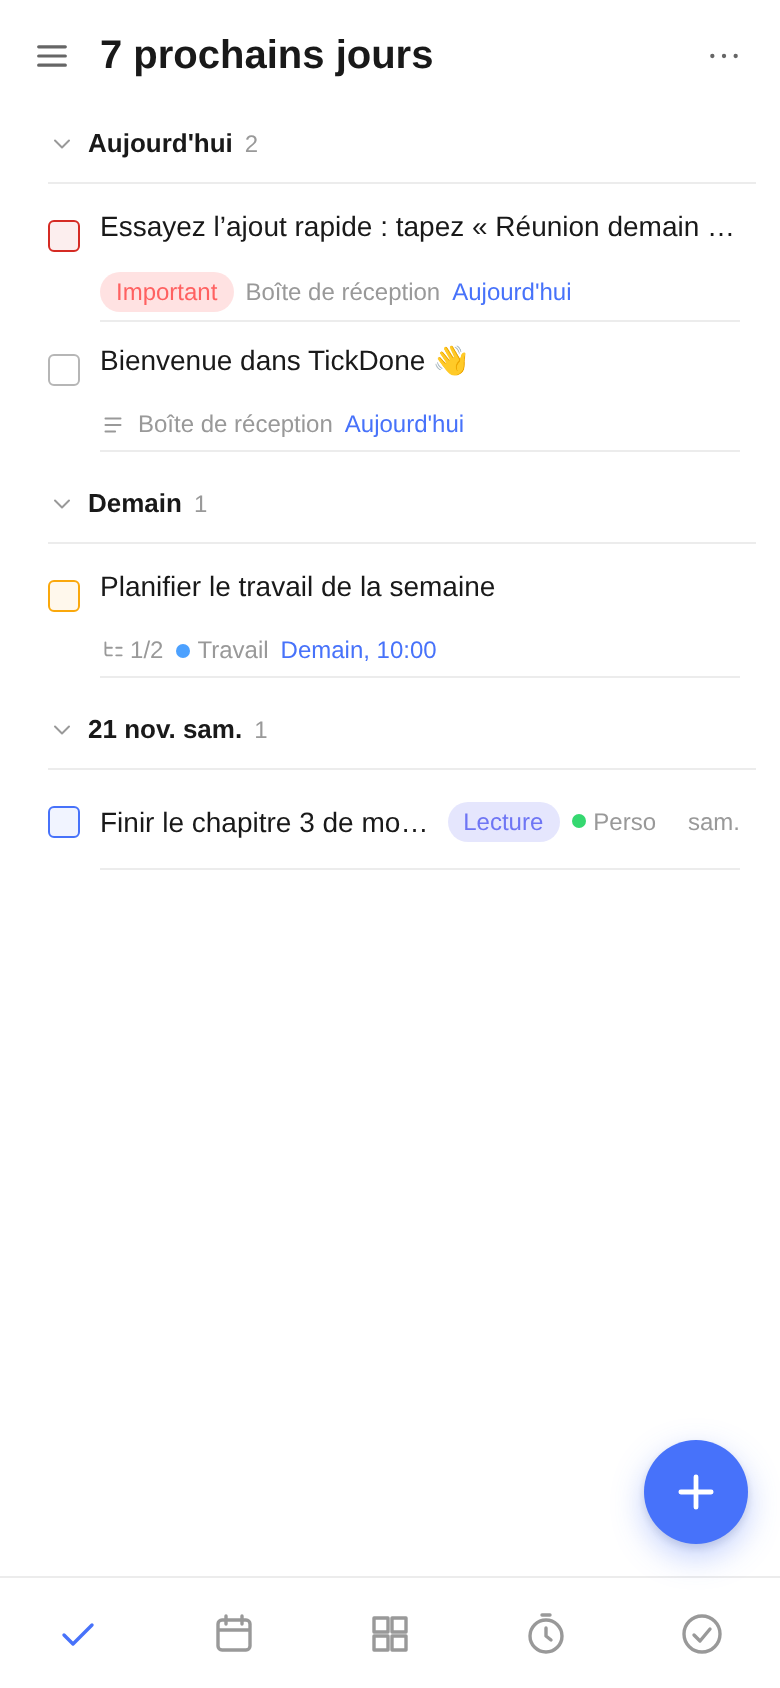 7 prochains jours
Aujourd'hui 2
Essayez l’ajout rapide : tapez « Réunion demain …
Important Boîte de réception Aujourd'hui
Bienvenue dans TickDone 👋
Boîte de réception Aujourd'hui
Demain 1
Planifier le travail de la semaine
1/2 Travail Demain, 10:00
21 nov. sam. 1
Finir le chapitre 3 de mo… Lecture Perso sam.